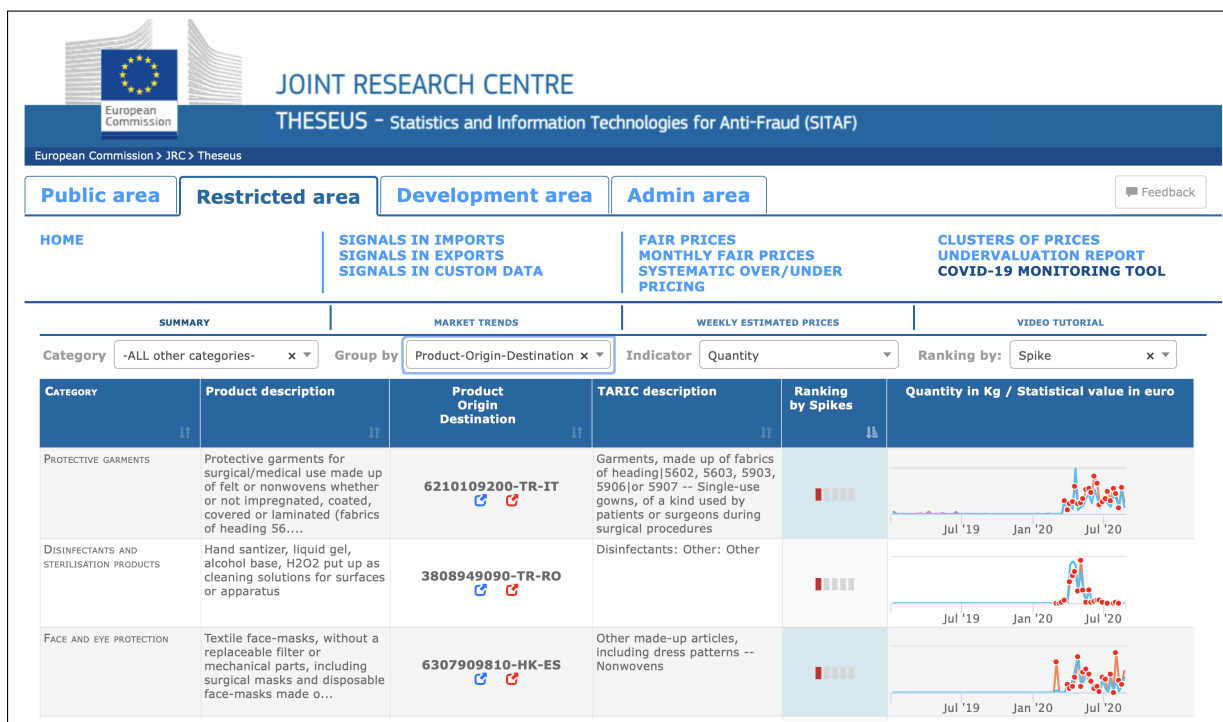 European
Commission
JOINT RESEARCH CENTRE
THESEUS - Statistics and Information Technologies for Anti-Fraud (SITAF)
European Commission > JRC > Theseus
Public area
Restricted area
Development area
Admin area
Feedback
HOME
SIGNALS IN IMPORTS
SIGNALS IN EXPORTS
SIGNALS IN CUSTOM DATA
FAIR PRICES
MONTHLY FAIR PRICES
SYSTEMATIC OVER/UNDER
PRICING
CLUSTERS OF PRICES
UNDERVALUATION REPORT
COVID-19 MONITORING TOOL
SUMMARY
MARKET TRENDS
WEEKLY ESTIMATED PRICES
VIDEO TUTORIAL
Category -ALL other categories- ×
Group by Product-Origin-Destination ×
Indicator Quantity
Ranking by: Spike ×
CATEGORY
Product description
Product
Origin
Destination
TARIC description
Ranking
by Spikes
Quantity in Kg / Statistical value in euro
PROTECTIVE GARMENTS
Protective garments for
surgical/medical use made up
of felt or nonwovens whether
or not impregnated, coated,
covered or laminated (fabrics
of heading 56....
6210109200-TR-IT
Garments, made up of fabrics
of heading|5602, 5603, 5903,
5906|or 5907 -- Single-use
gowns, of a kind used by
patients or surgeons during
surgical procedures
Jul '19 Jan '20 Jul '20
DISINFECTANTS AND
STERILISATION PRODUCTS
Hand santizer, liquid gel,
alcohol base, H2O2 put up as
cleaning solutions for surfaces
or apparatus
3808949090-TR-RO
Disinfectants: Other: Other
Jul '19 Jan '20 Jul '20
FACE AND EYE PROTECTION
Textile face-masks, without a
replaceable filter or
mechanical parts, including
surgical masks and disposable
face-masks made o...
6307909810-HK-ES
Other made-up articles,
including dress patterns --
Nonwovens
Jul '19 Jan '20 Jul '20